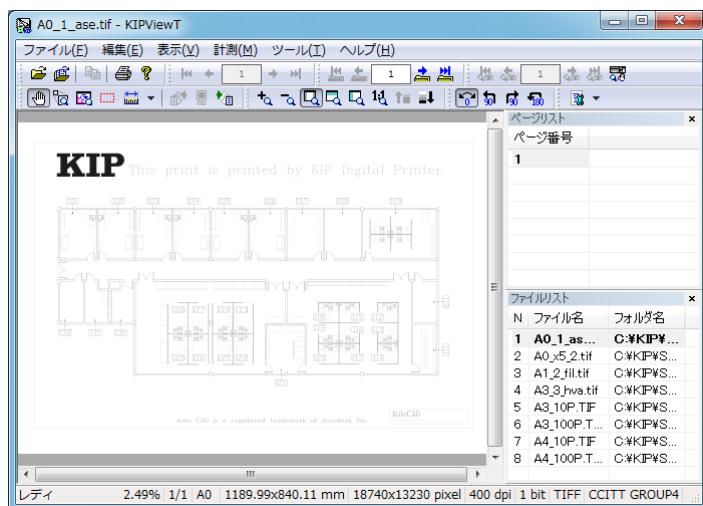 A0_1_ase.tif - KIPViewT
ファイル(F) 編集(E) 表示(V) 計測(M) ツール(T) ヘルプ(H)
1 1 1
ページリスト
ページ番号
1
KIP This print is printed by KIP Digital Printer
Auto CAD is a registered trademark of Autodesk Inc.
AutoCAD
ファイルリスト
N ファイル名 フォルダ名
1 A0_1_as... C:¥KIP¥...
2 A0_x5_2.tif C:¥KIP¥S...
3 A1_2_fil.tif C:¥KIP¥S...
4 A3_3_hva.tif C:¥KIP¥S...
5 A3_10P.TIF C:¥KIP¥S...
6 A3_100P.T... C:¥KIP¥S...
7 A4_10P.TIF C:¥KIP¥S...
8 A4_100P.T... C:¥KIP¥S...
レディ 2.49% 1/1 A0 1189.99x840.11 mm 18740x13230 pixel 400 dpi 1 bit TIFF CCITT GROUP4